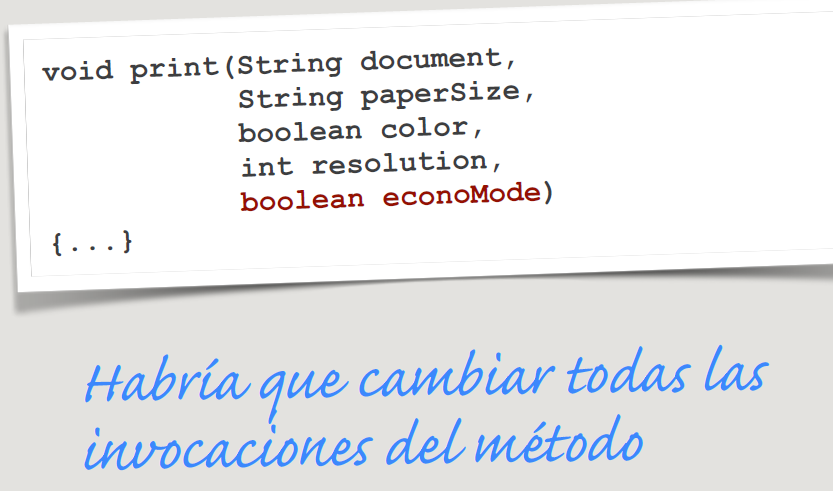 void print(String document,
String paperSize,
boolean color,
int resolution,
boolean econoMode)
{...}
Habría que cambiar todas las
invocaciones del método